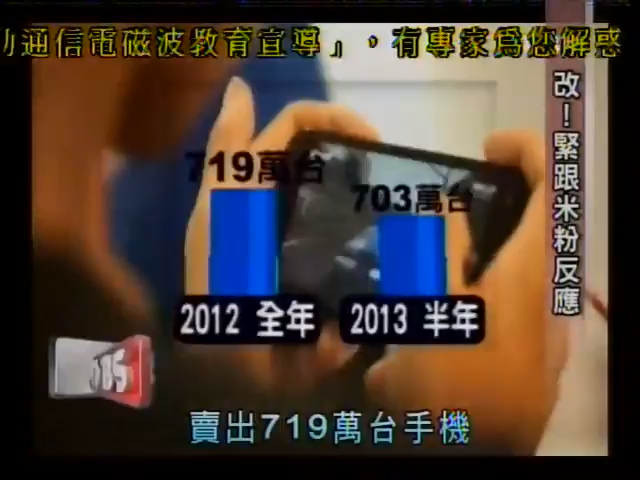 通信電磁波教育宣導」，有專家為您解惑
改！緊跟米粉反應
719萬台
703萬台
2012 全年
2013 半年
賣出719萬台手機